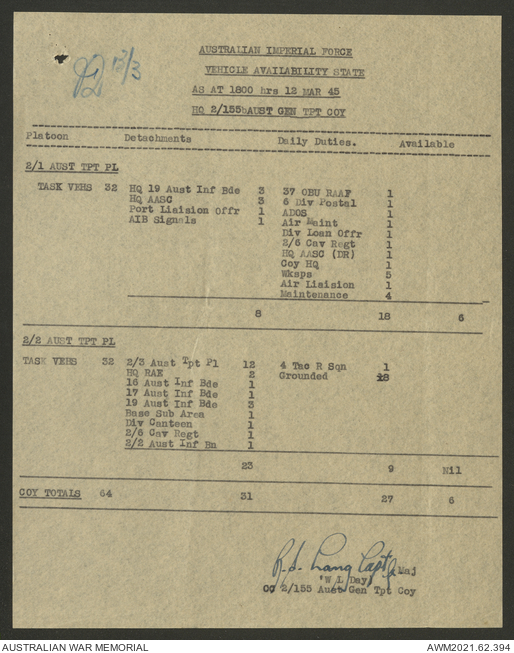 92 12/3
AUSTRALIAN IMPERIAL FORCE
VEHICLE AVAILABILITY STATE
AS AT 1800 hrs 12 MAR 45
HQ 2/155 AUST GEN TPT COY
Platoon Detachments Daily Duties. Available
2/1 AUST TPT PL
TASK VEHS 32 HQ 19 Aust Inf Bde 3 37 OBU RAAF 1
HQ AASC 3 6 Div Postal 1
Port Liaision Offr 1 ADOS 1
AIB Signals 1 Air Maint 1
Div Loan Offr 1
2/6 Cav Regt 1
HQ AASC (DR) 1
Coy HQ 1
Wksps 5
Air Liaision 1
Maintenance 4
8 18 6
2/2 AUST TPT PL
TASK VEHS 32 2/3 Aust Tpt Pl 12 4 Tac R Sqn 1
HQ RAE 2 Grounded 8
16 Aust Inf Bde 1
17 Aust Inf Bde 1
19 Aust Inf Bde 3
Base Sub Area 1
Div Canteen 1
2/6 Cav Regt 1
2/2 Aust Inf Bn 1
23 9 Nil
COY TOTALS 64 31 27 6
R.J. Lang Capt Maj
(W L Day)
OC 2/155 Aust Gen Tpt Coy
AUSTRALIAN WAR MEMORIAL AWM2021.62.394